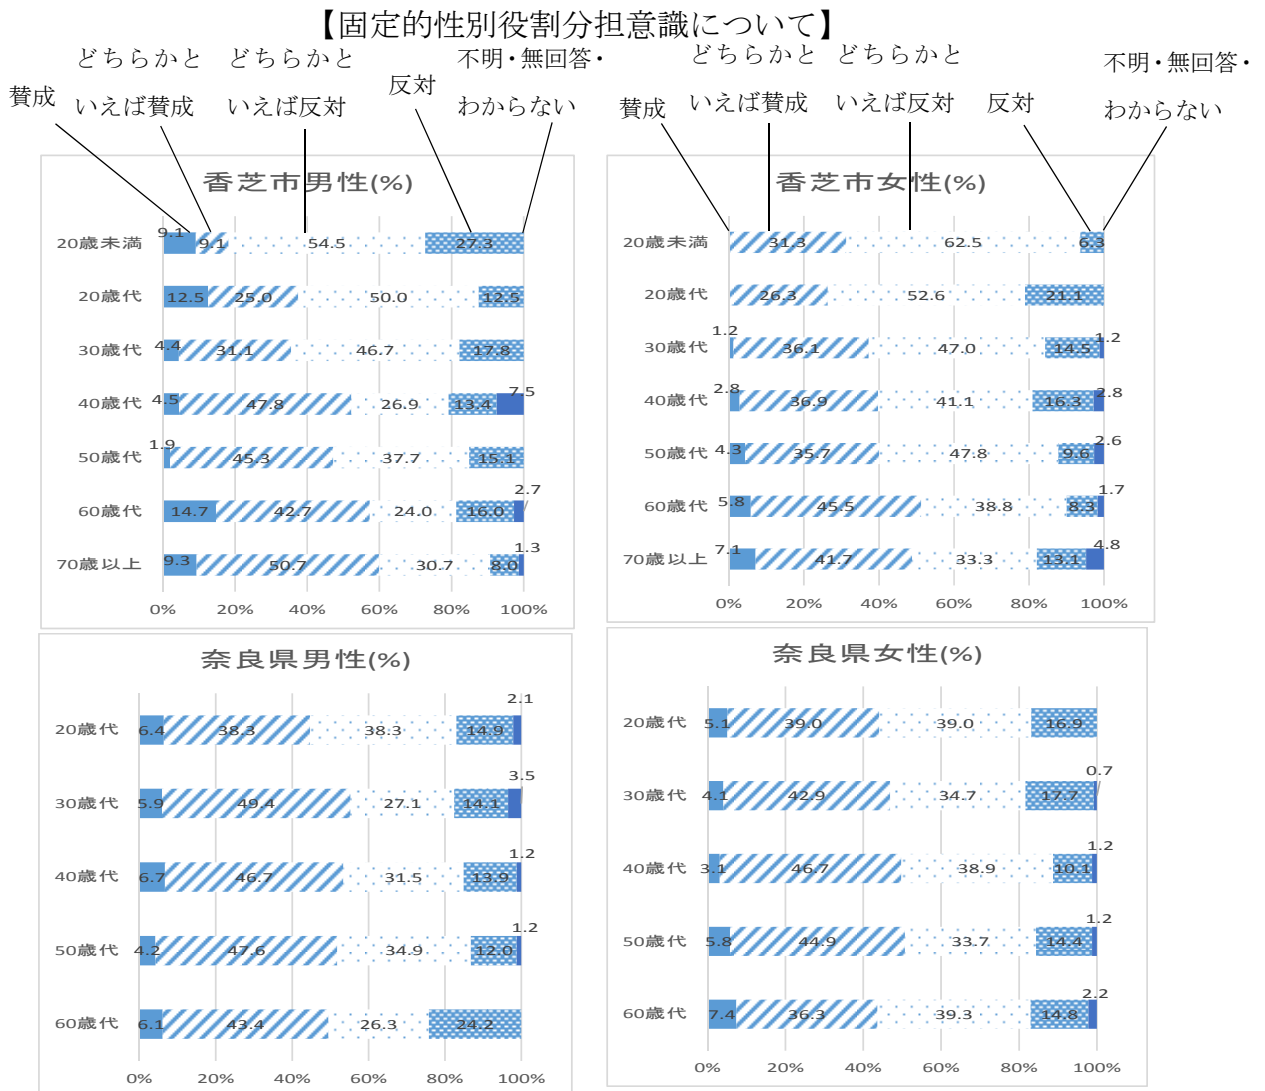 【固定的性別役割分担意識について】
賛成
どちらかと
いえば賛成
どちらかと
いえば反対
反対
不明・無回答・
わからない
賛成
どちらかと
いえば賛成
どちらかと
いえば反対
反対
不明・無回答・
わからない
香芝市男性(%)
20歳未満 9.1 9.1 54.5 27.3
20歳代 12.5 25.0 50.0 12.5
30歳代 4.4 31.1 46.7 17.8
40歳代 4.5 47.8 26.9 13.4 7.5
50歳代 1.9 45.3 37.7 15.1
60歳代 14.7 42.7 24.0 16.0 2.7
70歳以上 9.3 50.7 30.7 8.0 1.3
0% 20% 40% 60% 80% 100%
香芝市女性(%)
20歳未満 31.3 62.5 6.3
20歳代 26.3 52.6 21.1
30歳代 1.2 36.1 47.0 14.5 1.2
40歳代 2.8 36.9 41.1 16.3 2.8
50歳代 4.3 35.7 47.8 9.6 2.6
60歳代 5.8 45.5 38.8 8.3 1.7
70歳以上 7.1 41.7 33.3 13.1 4.8
0% 20% 40% 60% 80% 100%
奈良県男性(%)
20歳代 6.4 38.3 38.3 14.9 2.1
30歳代 5.9 49.4 27.1 14.1 3.5
40歳代 6.7 46.7 31.5 13.9 1.2
50歳代 4.2 47.6 34.9 12.0 1.2
60歳代 6.1 43.4 26.3 24.2
0% 20% 40% 60% 80% 100%
奈良県女性(%)
20歳代 5.1 39.0 39.0 16.9
30歳代 4.1 42.9 34.7 17.7 0.7
40歳代 3.1 46.7 38.9 10.1 1.2
50歳代 5.8 44.9 33.7 14.4 1.2
60歳代 7.4 36.3 39.3 14.8 2.2
0% 20% 40% 60% 80% 100%